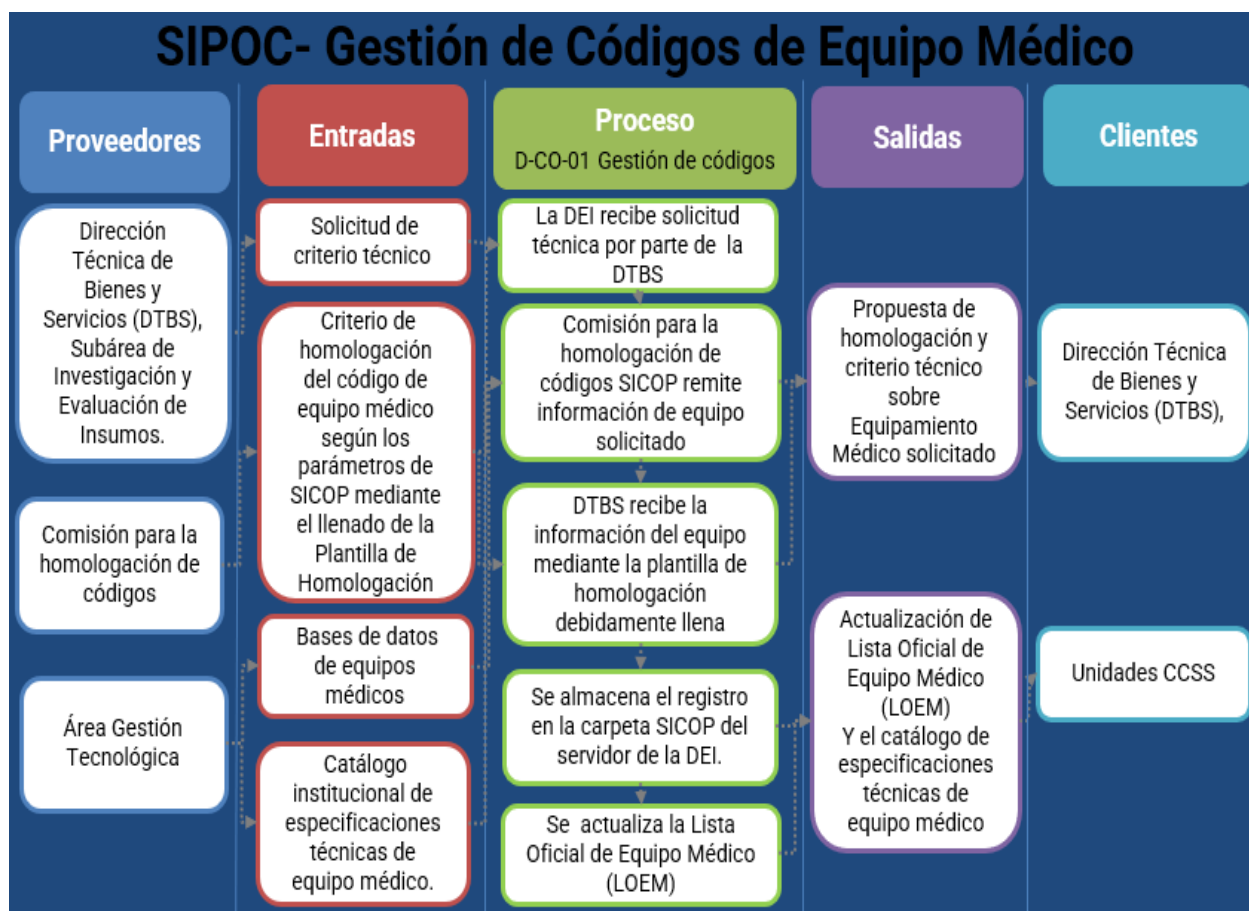 SIPOC- Gestión de Códigos de Equipo Médico
Proveedores
Entradas
Proceso
D-CO-01 Gestión de códigos
Salidas
Clientes
Dirección
Técnica de
Bienes y
Servicios (DTBS),
Subárea de
Investigación y
Evaluación de
Insumos.
Comisión para la
homologación de
códigos
Área Gestión
Tecnológica
Solicitud de
criterio técnico
Criterio de
homologación
del código de
equipo médico
según los
parámetros de
SICOP mediante
el llenado de la
Plantilla de
Homologación
Bases de datos
de equipos
médicos
Catálogo
institucional de
especificaciones
técnicas de
equipo médico.
La DEI recibe solicitud
técnica por parte de la
DTBS
Comisión para la
homologación de
códigos SICOP remite
información de equipo
solicitado
DTBS recibe la
información del equipo
mediante la plantilla de
homologación
debidamente llena
Se almacena el registro
en la carpeta SICOP del
servidor de la DEI.
Se actualiza la Lista
Oficial de Equipo Médico
(LOEM)
Propuesta de
homologación y
criterio técnico
sobre
Equipamiento
Médico solicitado
Actualización de
Lista Oficial de
Equipo Médico
(LOEM)
Y el catálogo de
especificaciones
técnicas de
equipo médico
Dirección Técnica
de Bienes y
Servicios (DTBS),
Unidades CCSS